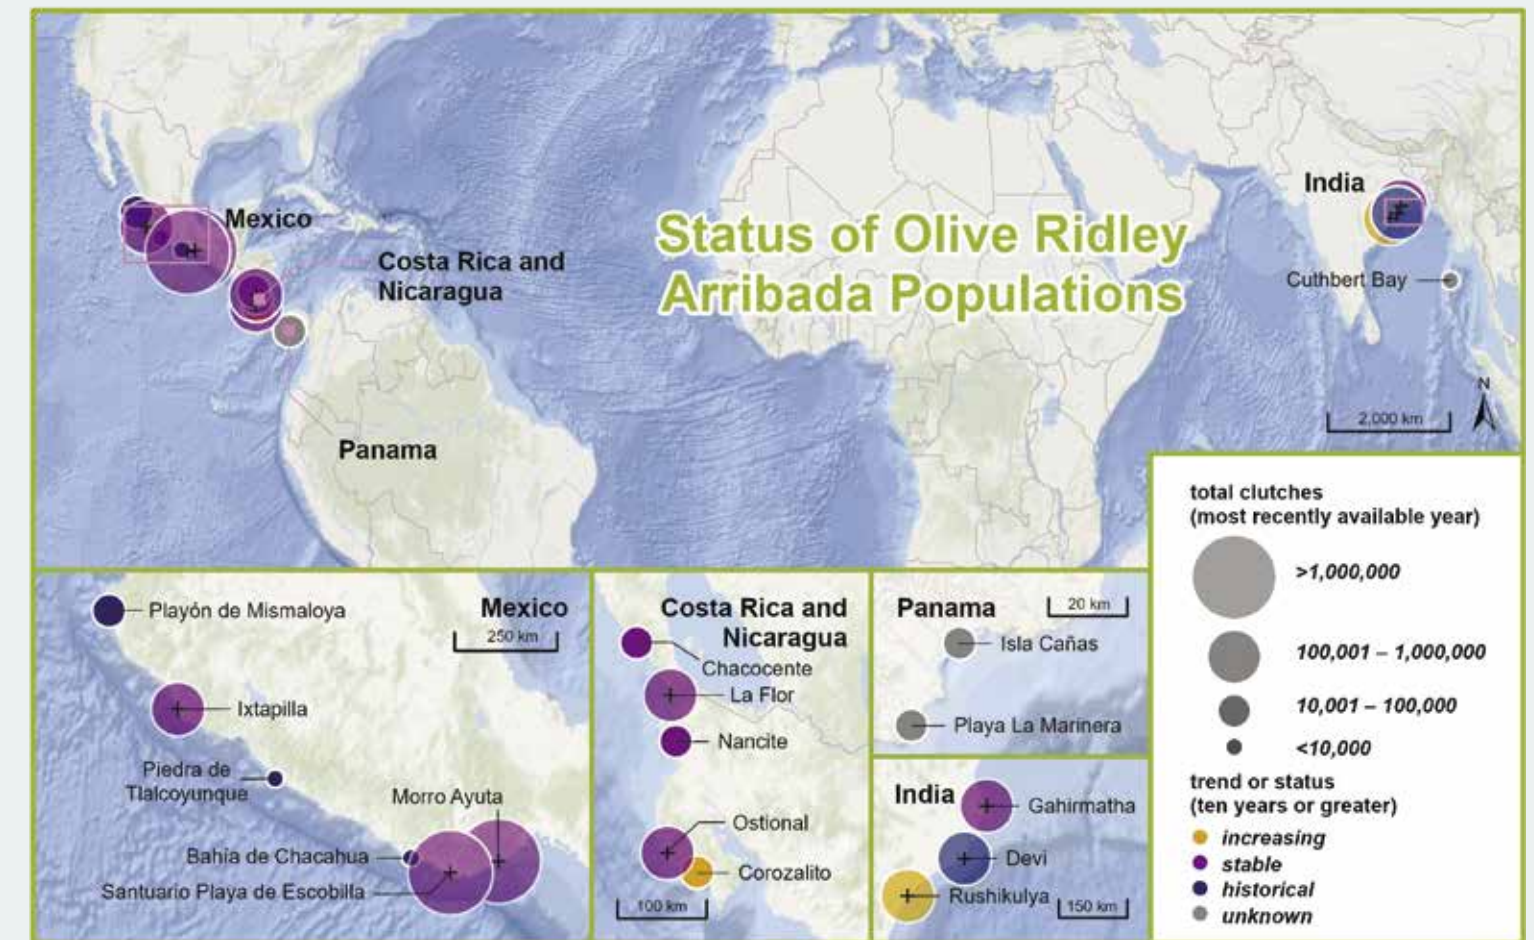 Status of Olive Ridley
Arribada Populations
Mexico
Costa Rica and
Nicaragua
Panama
India
Cuthbert Bay
N
2,000 km
Mexico
250 km
Playón de Mismaloya
Ixtapilla
Piedra de
Tlalcoyunque
Morro Ayuta
Bahía de Chacahua
Santuario Playa de Escobilla
Costa Rica and
Nicaragua
Chacocente
La Flor
Nancite
Ostional
Corozalito
100 km
Panama
20 km
Isla Cañas
Playa La Marinera
India
Gahirmatha
Devi
Rushikulya
150 km
total clutches
(most recently available year)
>1,000,000
100,001 – 1,000,000
10,001 – 100,000
<10,000
trend or status
(ten years or greater)
increasing
stable
historical
unknown